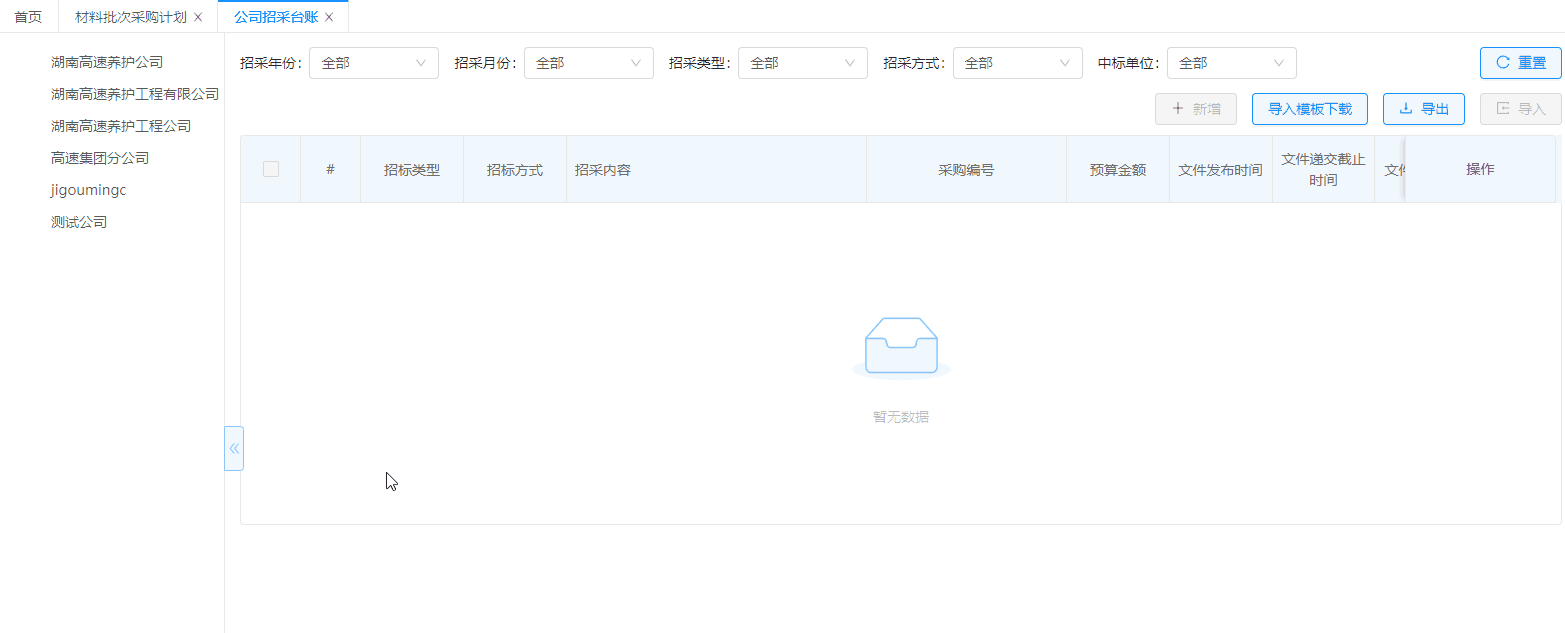 首页 材料批次采购计划 公司招采台账
湖南高速养护公司
湖南高速养护工程有限公司
湖南高速养护工程公司
高速集团分公司
jigoumingc
测试公司
招采年份： 全部 招采月份： 全部 招采类型： 全部 招采方式： 全部 中标单位： 全部 重置
新增 导入模板下载 导出 导入
# 招标类型 招标方式 招采内容 采购编号 预算金额 文件发布时间 文件递交截止
时间 文件 操作
暂无数据